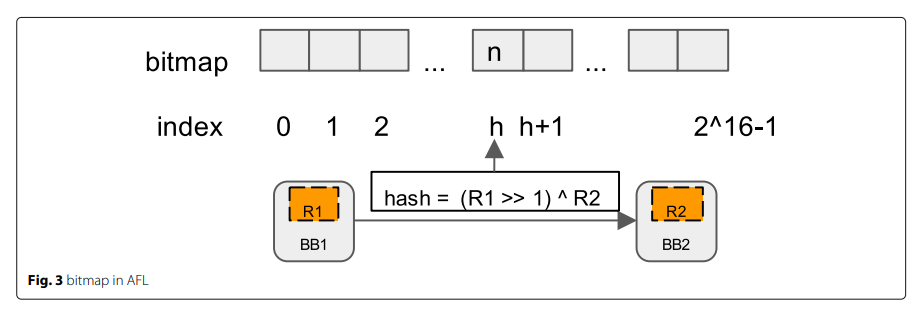 bitmap ... n ...
index 0 1 2 h h+1 2^16-1
hash = (R1 >> 1) ^ R2
R1 R2
BB1 BB2
Fig. 3 bitmap in AFL